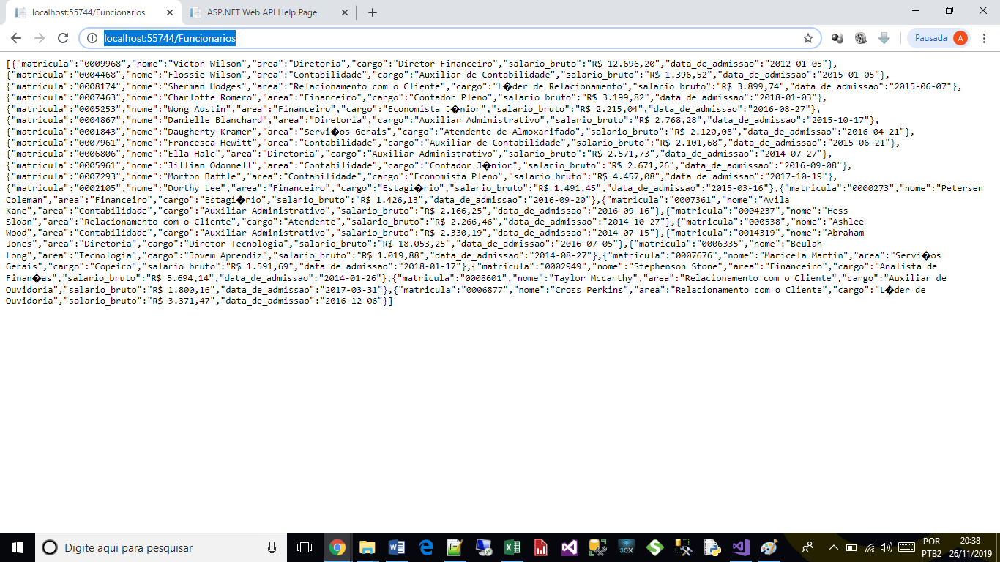 localhost:55744/Funcionarios
ASP.NET Web API Help Page
localhost:55744/Funcionarios
Pausada
A
[{"matricula":"0009968","nome":"Victor Wilson","area":"Diretoria","cargo":"Diretor Financeiro","salario_bruto":"R$ 12.696,20","data_de_admissao":"2012-01-05"},
{"matricula":"0004468","nome":"Flossie Wilson","area":"Contabilidade","cargo":"Auxiliar de Contabilidade","salario_bruto":"R$ 1.396,52","data_de_admissao":"2015-01-05"},
{"matricula":"0008174","nome":"Sherman Hodges","area":"Relacionamento com o Cliente","cargo":"L�der de Relacionamento","salario_bruto":"R$ 3.899,74","data_de_admissao":"2015-06-07"},
{"matricula":"0007463","nome":"Charlotte Romero","area":"Financeiro","cargo":"Contador Pleno","salario_bruto":"R$ 3.199,82","data_de_admissao":"2018-01-03"},
{"matricula":"0005253","nome":"Wong Austin","area":"Financeiro","cargo":"Economista J�nior","salario_bruto":"R$ 2.215,04","data_de_admissao":"2016-08-27"},
{"matricula":"0004867","nome":"Danielle Blanchard","area":"Diretoria","cargo":"Auxiliar Administrativo","salario_bruto":"R$ 2.768,28","data_de_admissao":"2015-10-17"},
{"matricula":"0001843","nome":"Daugherty Kramer","area":"Servi�os Gerais","cargo":"Atendente de Almoxarifado","salario_bruto":"R$ 2.120,08","data_de_admissao":"2016-04-21"},
{"matricula":"0007961","nome":"Francesca Hewitt","area":"Contabilidade","cargo":"Auxiliar de Contabilidade","salario_bruto":"R$ 2.101,68","data_de_admissao":"2015-06-21"},
{"matricula":"0006806","nome":"Ella Hale","area":"Diretoria","cargo":"Auxiliar Administrativo","salario_bruto":"R$ 2.571,73","data_de_admissao":"2014-07-27"},
{"matricula":"0005961","nome":"Jillian Odonnell","area":"Contabilidade","cargo":"Contador J�nior","salario_bruto":"R$ 2.671,26","data_de_admissao":"2016-09-08"},
{"matricula":"0007293","nome":"Morton Battle","area":"Contabilidade","cargo":"Economista Pleno","salario_bruto":"R$ 4.457,08","data_de_admissao":"2017-10-19"},
{"matricula":"0002105","nome":"Dorthy Lee","area":"Financeiro","cargo":"Estagi�rio","salario_bruto":"R$ 1.491,45","data_de_admissao":"2015-03-16"},{"matricula":"0000273","nome":"Petersen
Coleman","area":"Financeiro","cargo":"Estagi�rio","salario_bruto":"R$ 1.426,13","data_de_admissao":"2016-09-20"},{"matricula":"0007361","nome":"Avila
Kane","area":"Contabilidade","cargo":"Auxiliar Administrativo","salario_bruto":"R$ 2.166,25","data_de_admissao":"2016-09-16"},{"matricula":"0004237","nome":"Hess
Sloan","area":"Relacionamento com o Cliente","cargo":"Atendente","salario_bruto":"R$ 2.266,46","data_de_admissao":"2014-10-27"},{"matricula":"000538","nome":"Ashlee
Wood","area":"Contabilidade","cargo":"Auxiliar Administrativo","salario_bruto":"R$ 2.330,19","data_de_admissao":"2014-07-15"},{"matricula":"0014319","nome":"Abraham
Jones","area":"Diretoria","cargo":"Diretor Tecnologia","salario_bruto":"R$ 18.053,25","data_de_admissao":"2016-07-05"},{"matricula":"0006335","nome":"Beulah
Long","area":"Tecnologia","cargo":"Jovem Aprendiz","salario_bruto":"R$ 1.019,88","data_de_admissao":"2014-08-27"},{"matricula":"0007676","nome":"Maricela Martin","area":"Servi�os
Gerais","cargo":"Copeiro","salario_bruto":"R$ 1.591,69","data_de_admissao":"2018-01-17"},{"matricula":"0002949","nome":"Stephenson Stone","area":"Financeiro","cargo":"Analista de
Finan�as","salario_bruto":"R$ 5.694,14","data_de_admissao":"2014-01-26"},{"matricula":"0008601","nome":"Taylor Mccarthy","area":"Relacionamento com o Cliente","cargo":"Auxiliar de
Ouvidoria","salario_bruto":"R$ 1.800,16","data_de_admissao":"2017-03-31"},{"matricula":"0006877","nome":"Cross Perkins","area":"Relacionamento com o Cliente","cargo":"L�der de
Ouvidoria","salario_bruto":"R$ 3.371,47","data_de_admissao":"2016-12-06"}]
Digite aqui para pesquisar
3CX
POR
PTB2
20:38
26/11/2019